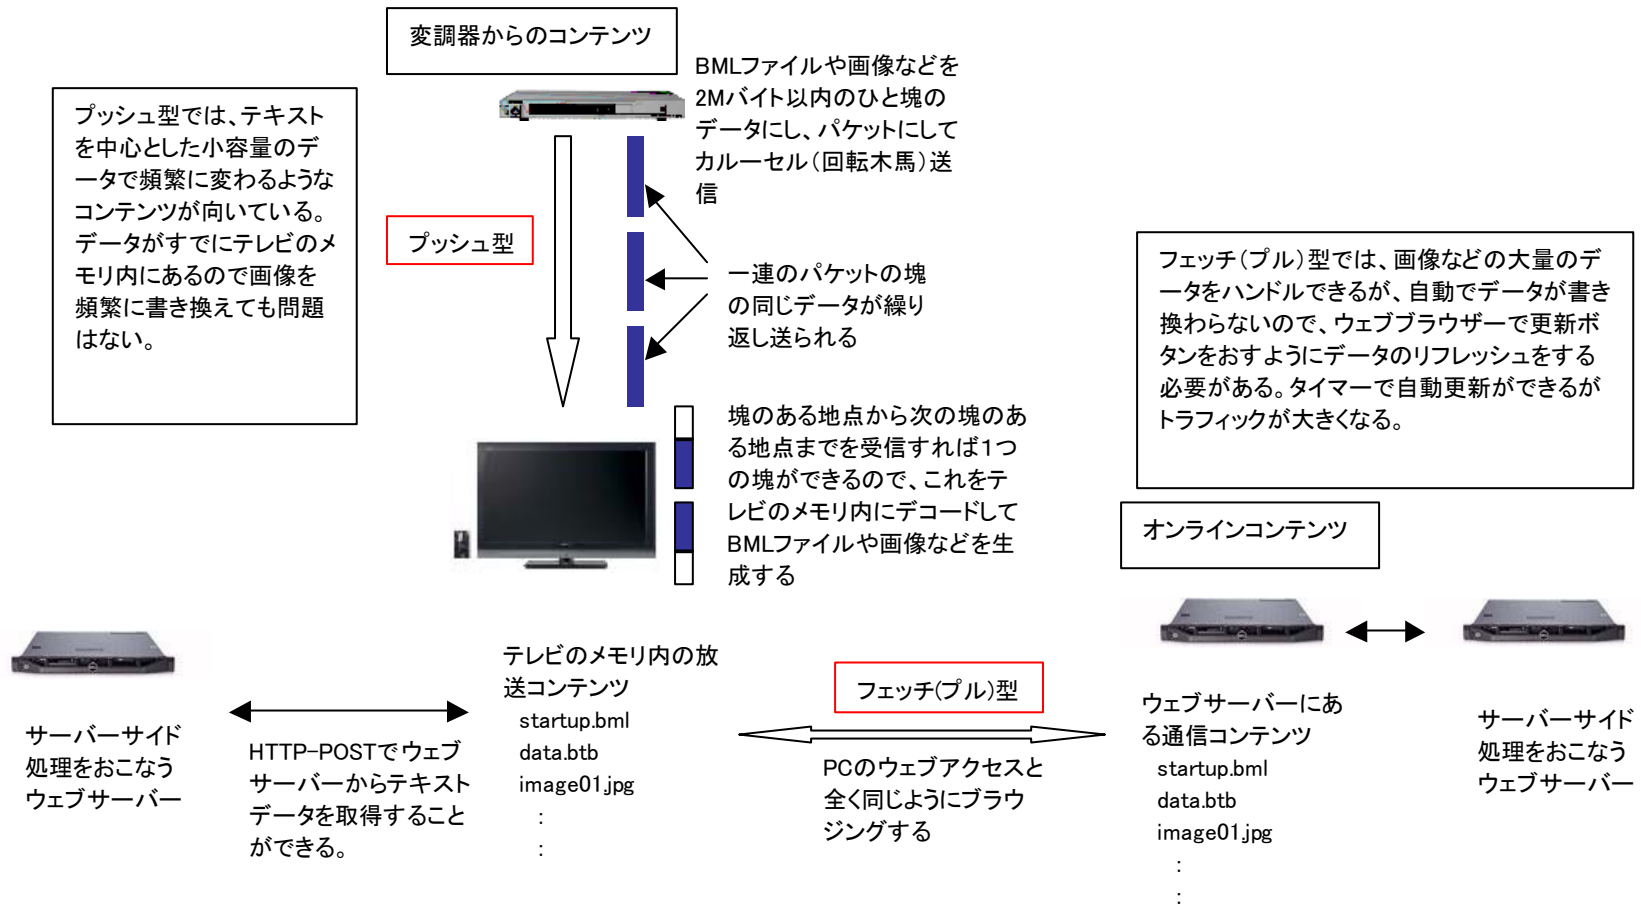 変調器からのコンテンツ
BMLファイルや画像などを
2Mバイト以内のひと塊の
データにし、パケットにして
カルーセル（回転木馬）送
信
プッシュ型では、テキスト
を中心とした小容量のデ
ータで頻繁に変わるような
コンテンツが向いている。
データがすでにテレビのメ
モリ内にあるので画像を
頻繁に書き換えても問題
はない。
プッシュ型
一連のパケットの塊
の同じデータが繰り
返し送られる
フェッチ（プル）型では、画像などの大量のデ
ータをハンドルできるが、自動でデータが書き
換わらないので、ウェブブラウザーで更新ボ
タンをおすようにデータのリフレッシュをする
必要がある。タイマーで自動更新ができるが
トラフィックが大きくなる。
塊のある地点から次の塊のあ
る地点までを受信すれば1つ
の塊ができるので、これをテ
レビのメモリ内にデコードして
BMLファイルや画像などを生
成する
オンラインコンテンツ
サーバーサイド
処理をおこなう
ウェブサーバー
HTTP-POSTでウェブ
サーバーからテキスト
データを取得すること
ができる。
テレビのメモリ内の放
送コンテンツ
startup.bml
data.btb
image01.jpg
:
:
フェッチ(プル)型
PCのウェブアクセスと
全く同じようにブラウ
ジングする
ウェブサーバーにあ
る通信コンテンツ
startup.bml
data.btb
image01.jpg
:
:
サーバーサイド
処理をおこなう
ウェブサーバー